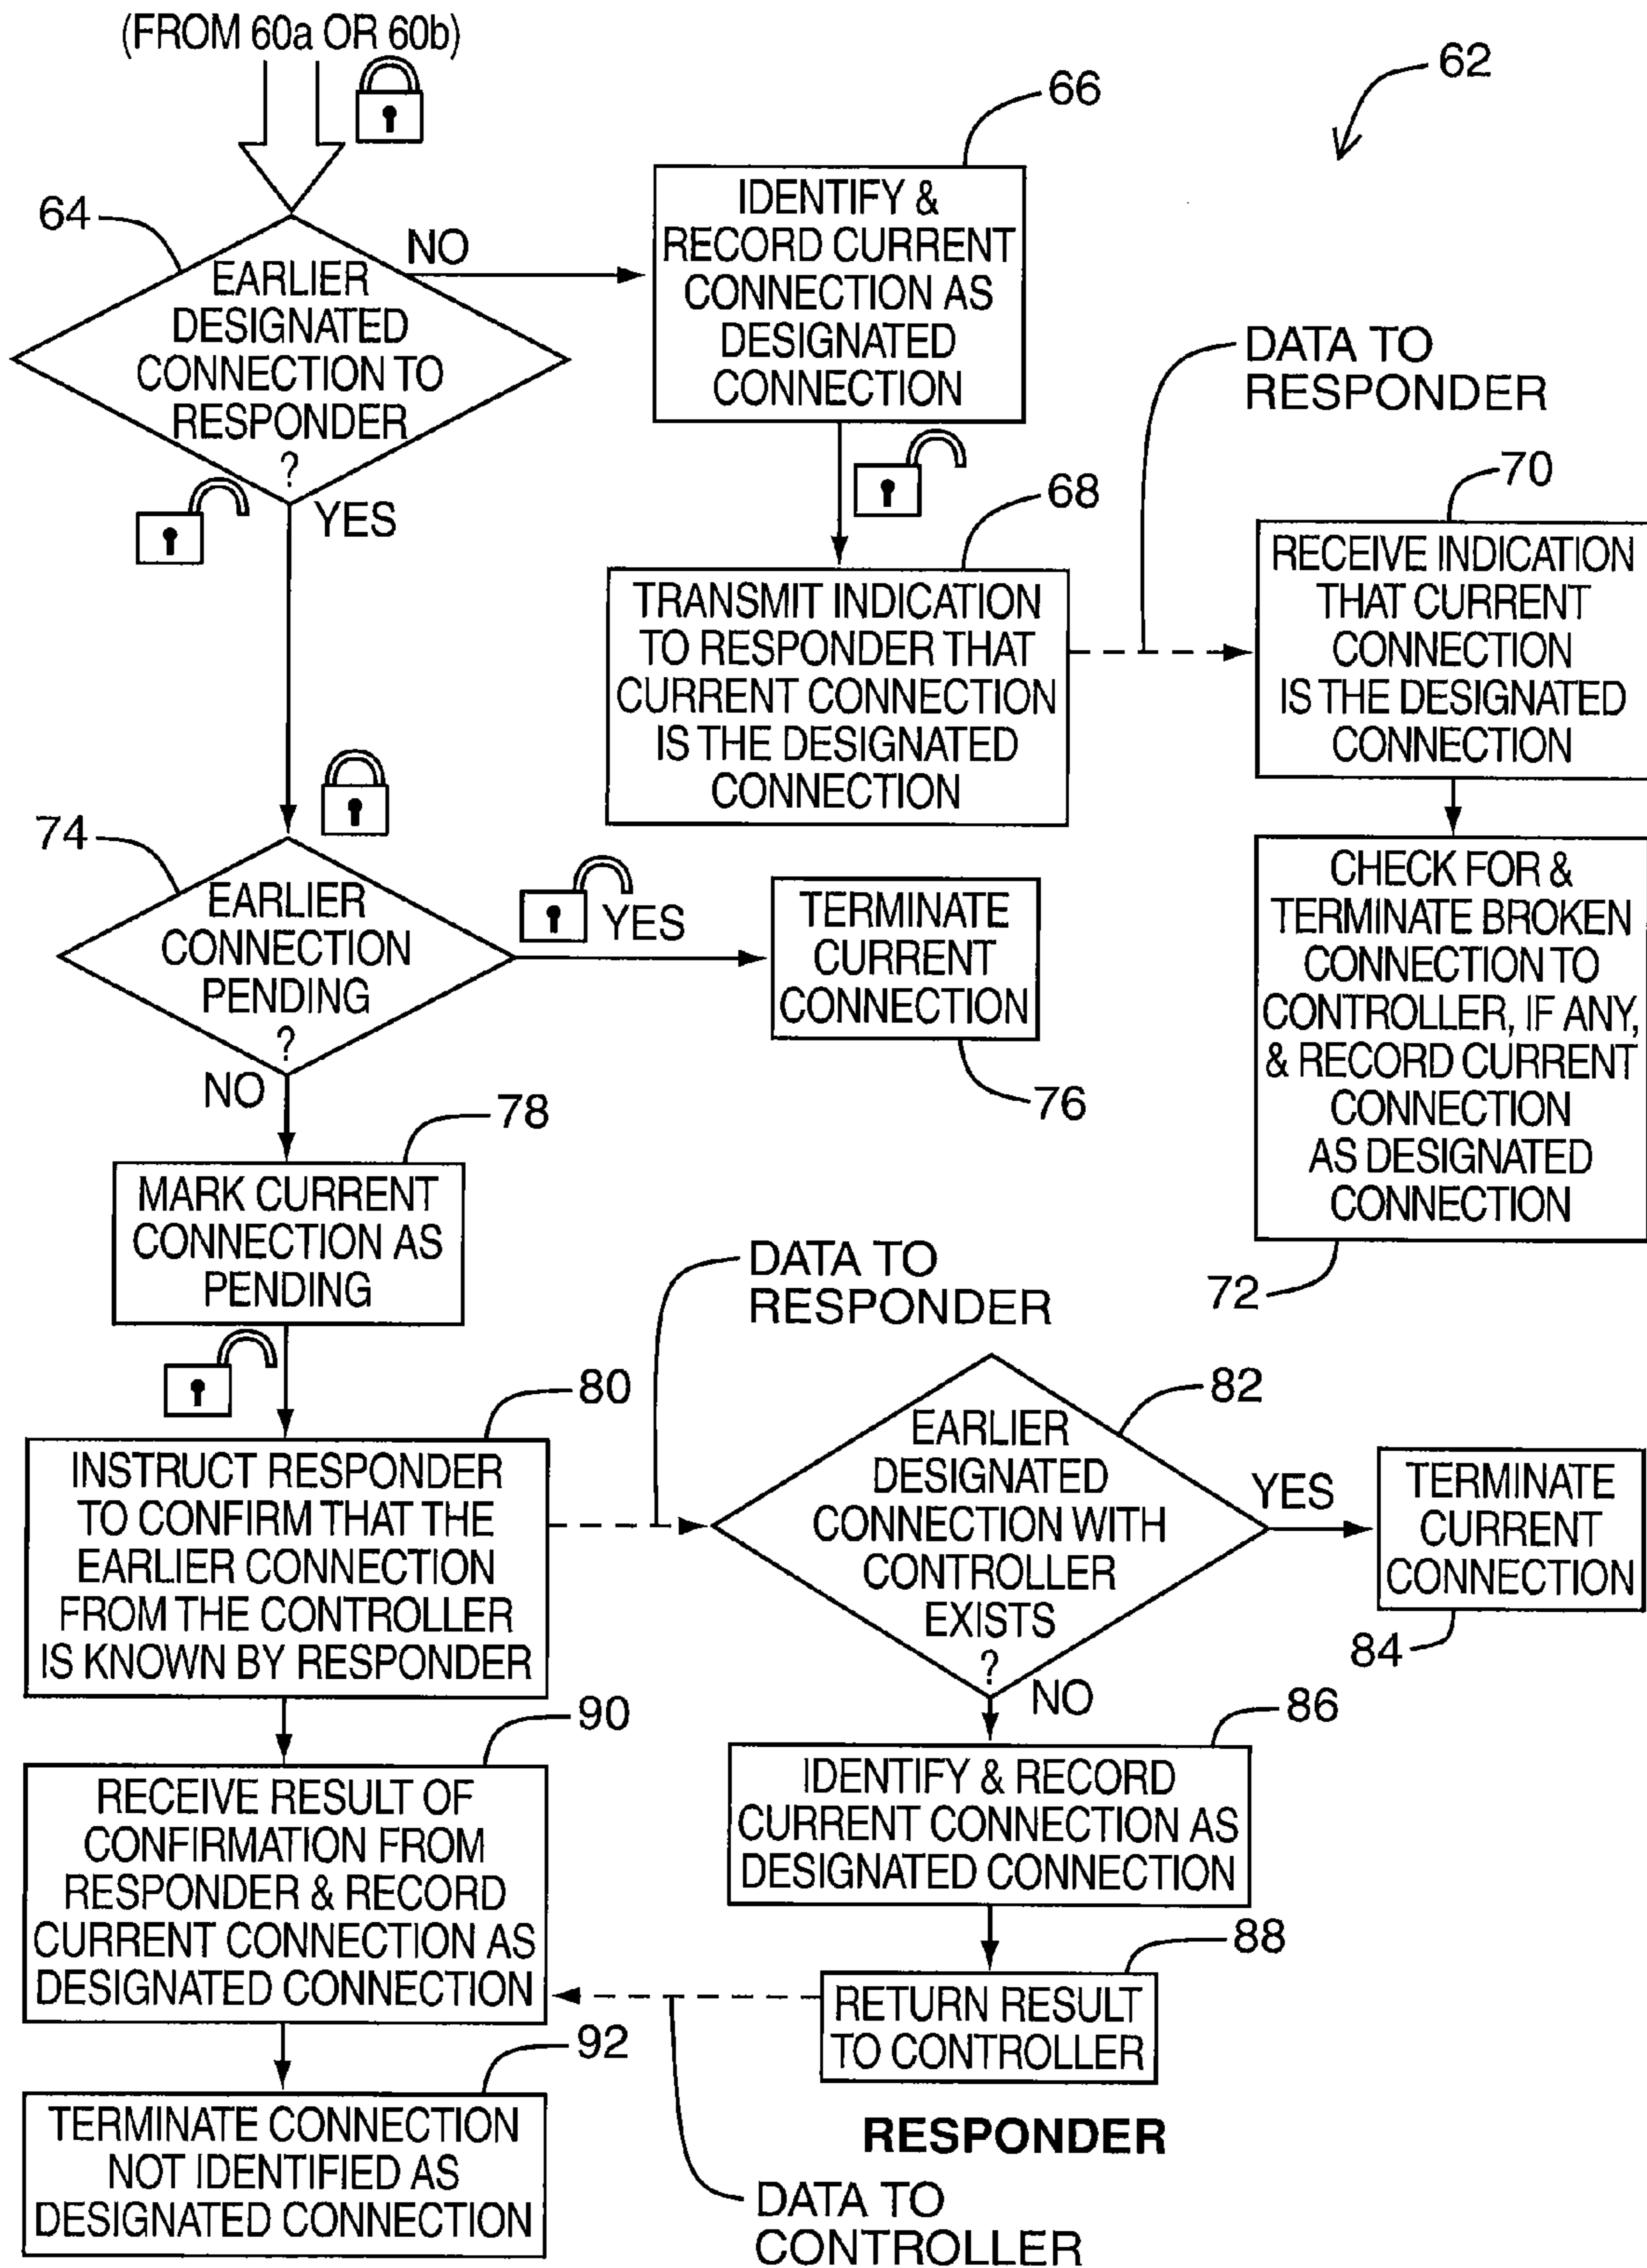 (FROM 60a OR 60b)
62
66
IDENTIFY &
RECORD CURRENT
CONNECTION AS
DESIGNATED
CONNECTION
64
NO
EARLIER
DESIGNATED
CONNECTION TO
RESPONDER
?
YES
DATA TO
RESPONDER
68
TRANSMIT INDICATION
TO RESPONDER THAT
CURRENT CONNECTION
IS THE DESIGNATED
CONNECTION
70
RECEIVE INDICATION
THAT CURRENT
CONNECTION
IS THE DESIGNATED
CONNECTION
CHECK FOR &
TERMINATE BROKEN
CONNECTION TO
CONTROLLER, IF ANY,
& RECORD CURRENT
CONNECTION
AS DESIGNATED
CONNECTION
72
74
EARLIER
CONNECTION
PENDING
?
YES
TERMINATE
CURRENT
CONNECTION
76
NO
78
MARK CURRENT
CONNECTION AS
PENDING
DATA TO
RESPONDER
80
INSTRUCT RESPONDER
TO CONFIRM THAT THE
EARLIER CONNECTION
FROM THE CONTROLLER
IS KNOWN BY RESPONDER
82
EARLIER
DESIGNATED
CONNECTION WITH
CONTROLLER
EXISTS
?
YES
TERMINATE
CURRENT
CONNECTION
84
NO
86
IDENTIFY & RECORD
CURRENT CONNECTION AS
DESIGNATED CONNECTION
88
RETURN RESULT
TO CONTROLLER
90
RECEIVE RESULT OF
CONFIRMATION FROM
RESPONDER & RECORD
CURRENT CONNECTION AS
DESIGNATED CONNECTION
92
TERMINATE CONNECTION
NOT IDENTIFIED AS
DESIGNATED CONNECTION
RESPONDER
DATA TO
CONTROLLER